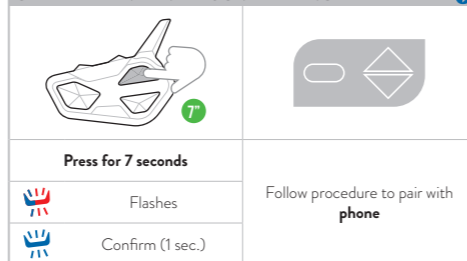 7"
Press for 7 seconds
Flashes
Confirm (1 sec.)
Follow procedure to pair with
phone